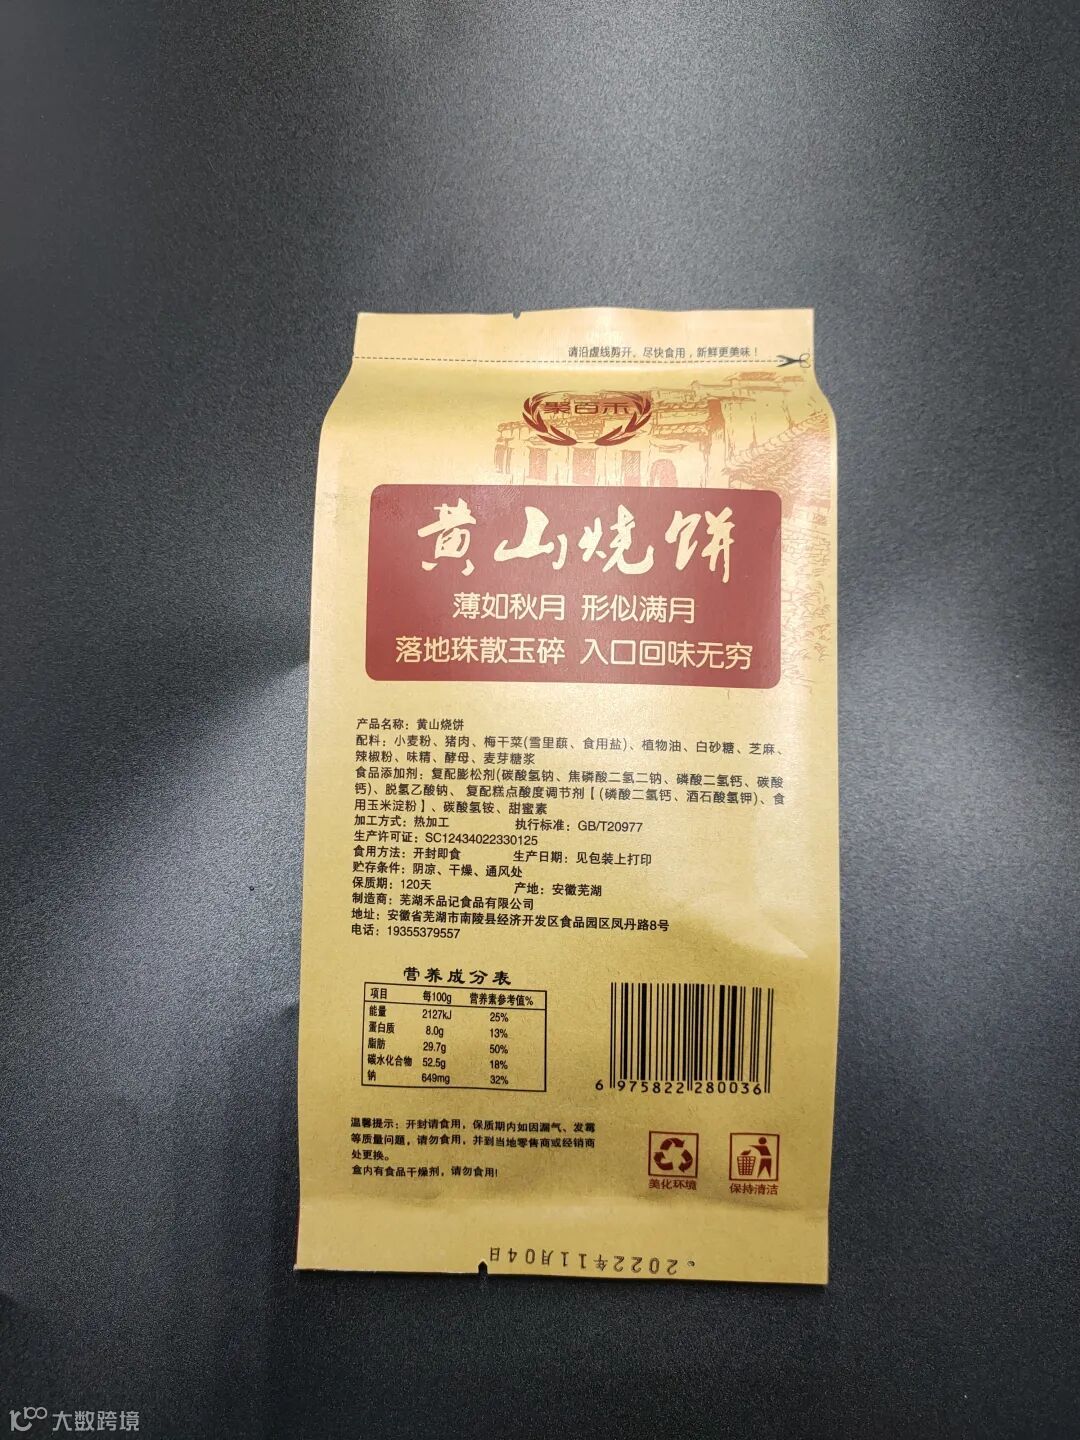 请沿虚线剪开，尽快食用，新鲜更美味！
聚百禾
黄山烧饼
薄如秋月 形似满月
落地珠散玉碎 入口回味无穷
产品名称：黄山烧饼
配料：小麦粉、猪肉、梅干菜(雪里蕻、食用盐)、植物油、白砂糖、芝麻、
辣椒粉、味精、酵母、麦芽糖浆
食品添加剂：复配膨松剂(碳酸氢钠、焦磷酸二氢二钠、磷酸二氢钙、碳酸
钙)、脱氢乙酸钠、复配糕点酸度调节剂【(磷酸二氢钙、酒石酸氢钾)、食
用玉米淀粉】、碳酸氢铵、甜蜜素
加工方式：热加工 执行标准：GB/T20977
生产许可证：SC12434022330125
食用方法：开封即食 生产日期：见包装上打印
贮存条件：阴凉、干燥、通风处
保质期：120天 产地：安徽芜湖
制造商：芜湖禾品记食品有限公司
地址：安徽省芜湖市南陵县经济开发区食品园区凤丹路8号
电话：19355379557
营养成分表
项目 每100g 营养素参考值%
能量 2127kJ 25%
蛋白质 8.0g 13%
脂肪 29.7g 50%
碳水化合物 52.5g 18%
钠 649mg 32%
6 975822 280036
温馨提示：开封请食用，保质期内如因漏气、发霉
等质量问题，请勿食用，并到当地零售商或经销商
处更换。
盒内有食品干燥剂，请勿食用!
美化环境 保持清洁
2022年11月04日
大数跨境